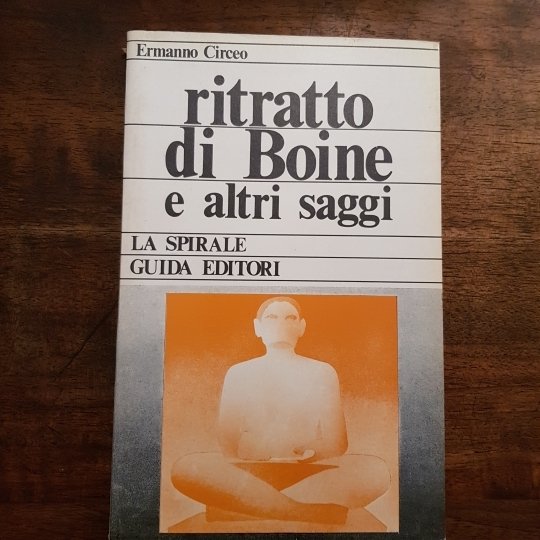 Ermanno Circeo
ritratto
di Boine
e altri saggi
LA SPIRALE
GUIDA EDITORI